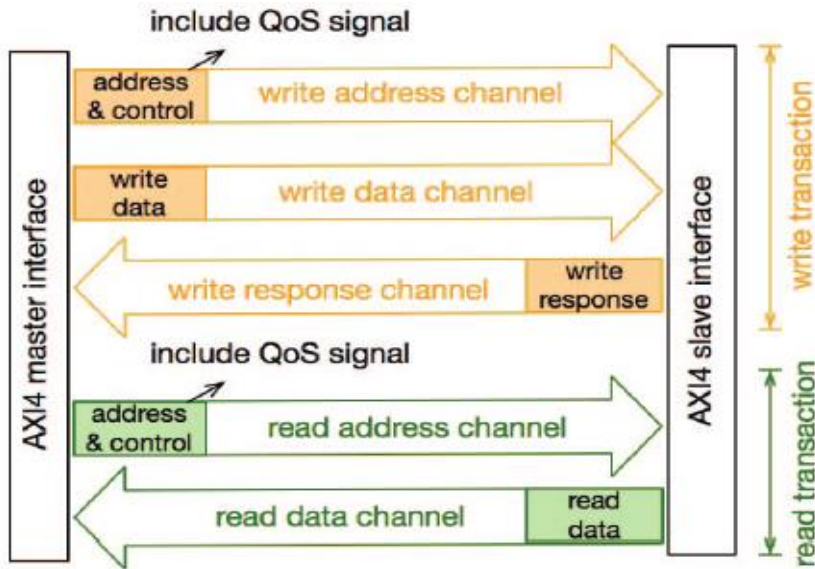 include QoS signal
address
& control
write address channel
write
data
write data channel
write response channel
write
response
include QoS signal
address
& control
read address channel
read data channel
read
data
AXI4 master interface
AXI4 slave interface
write transaction
read transaction